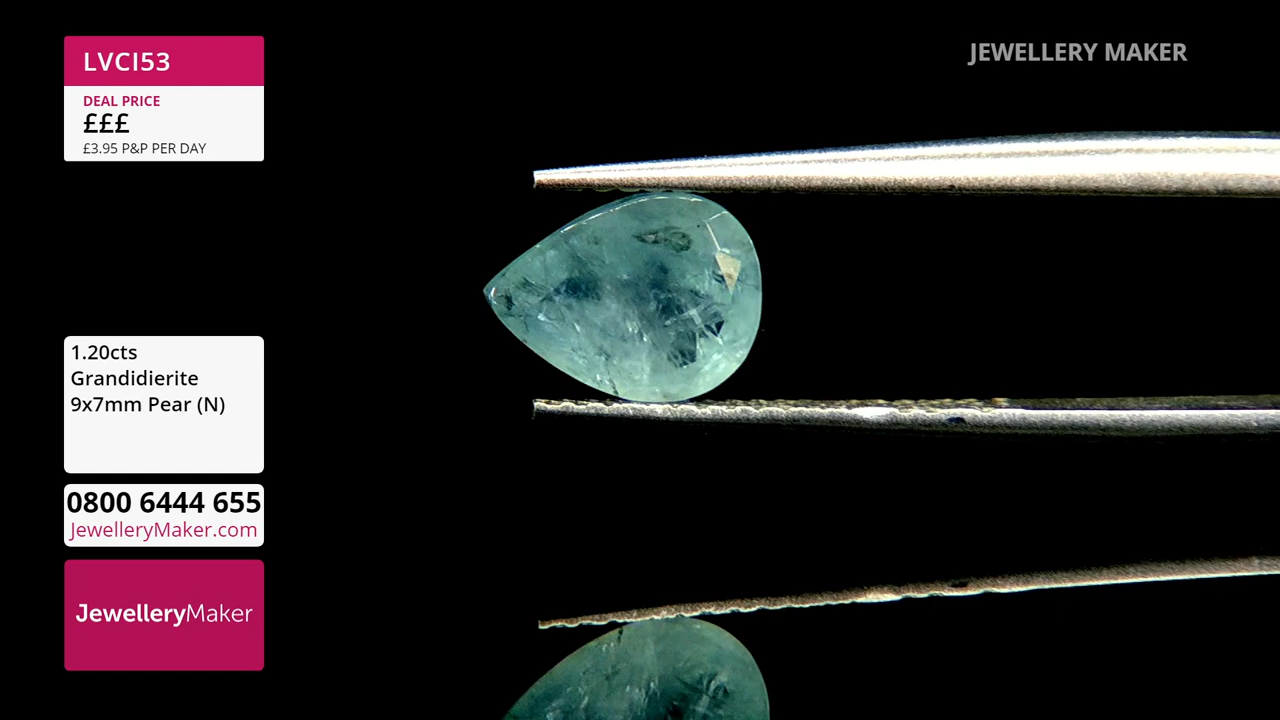 LVCI53
DEAL PRICE
£££
£3.95 P&P PER DAY
JEWELLERY MAKER
1.20cts
Grandidierite
9x7mm Pear (N)
0800 6444 655
JewelleryMaker.com
JewelleryMaker